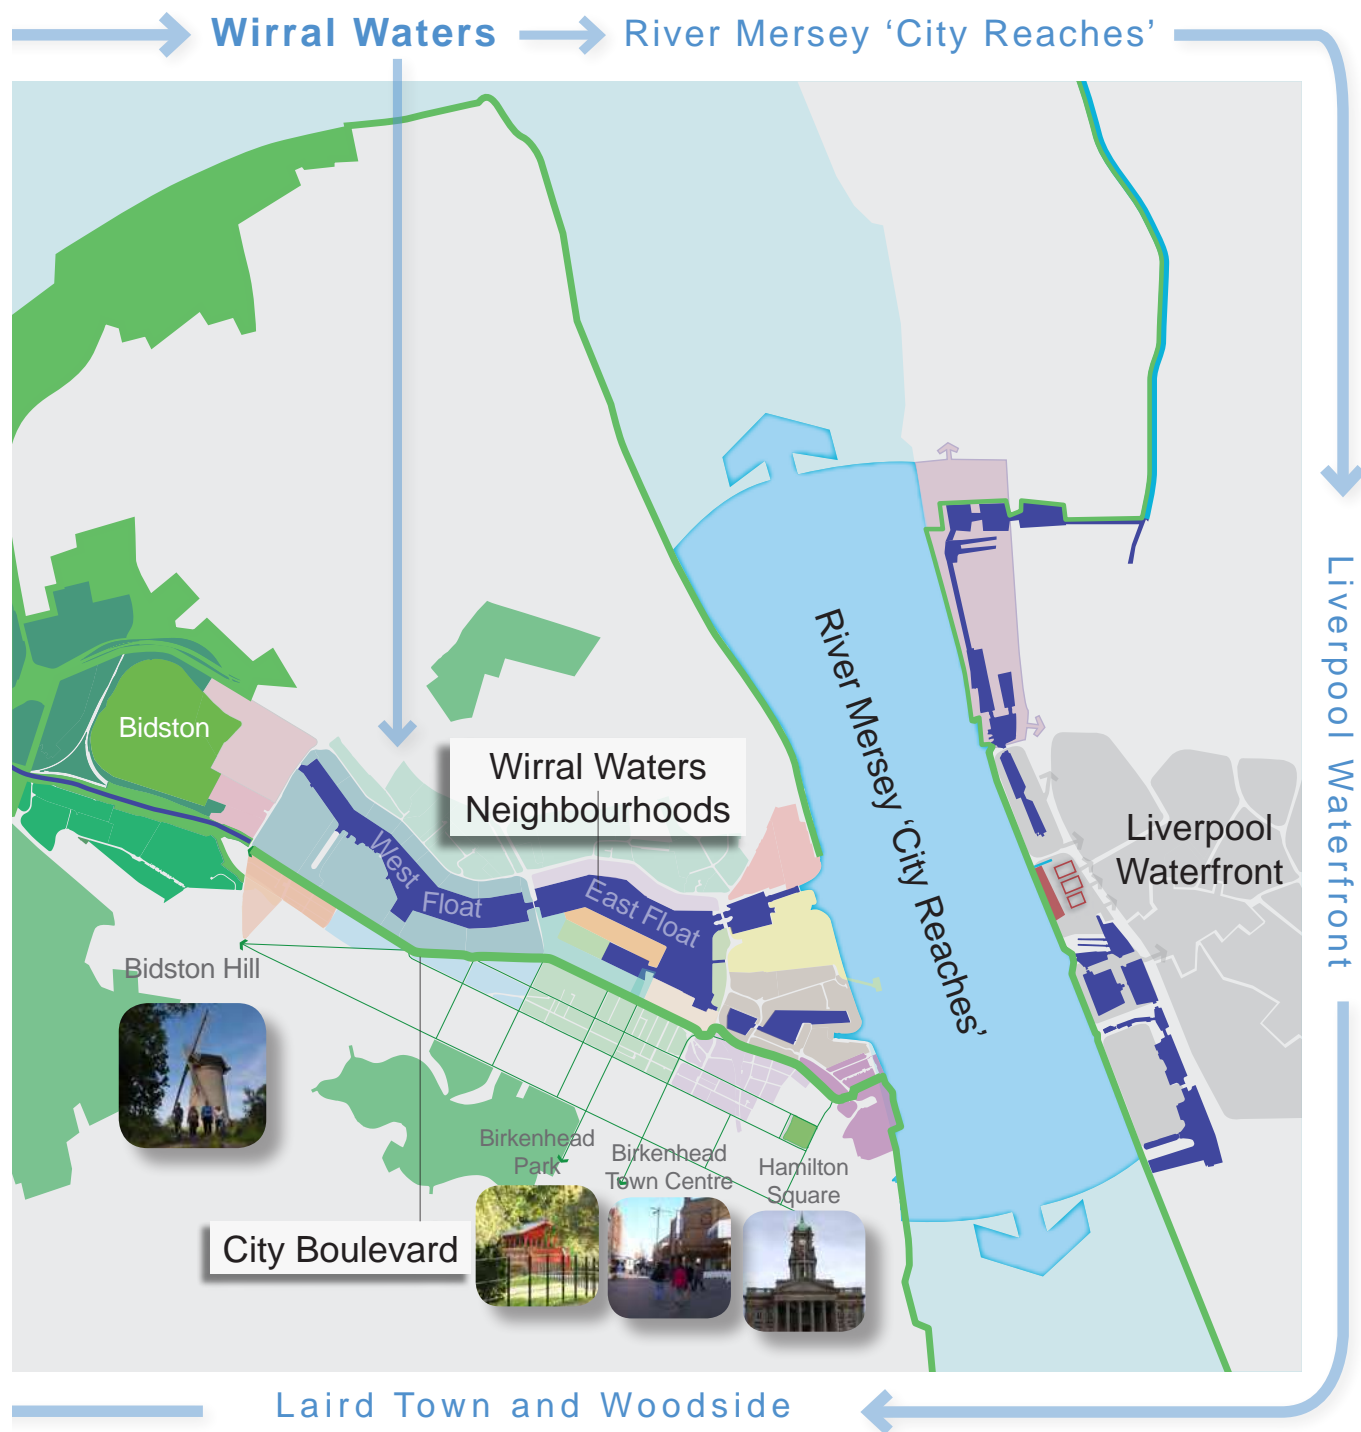 Wirral Waters
River Mersey ‘City Reaches’
Liverpool Waterfront
Bidston
Wirral Waters
Neighbourhoods
River Mersey ‘City Reaches’
Liverpool
Waterfront
West
Float
East Float
Bidston Hill
Birkenhead
Park
Birkenhead
Town Centre
Hamilton
Square
City Boulevard
Laird Town and Woodside